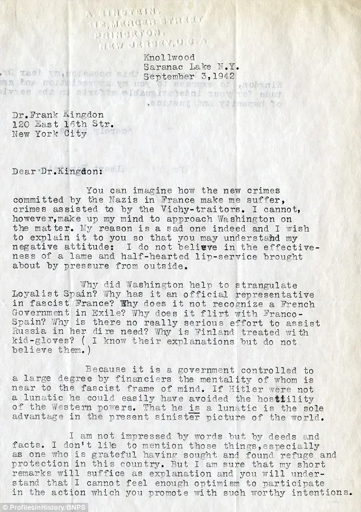 Knollwood
Saranac Lake N.Y.
September 3,1942
Dr.Frank Kingdon
120 East 16th Str.
New York City
Dear Dr.Kingdon:
You can imagine how the new crimes
committed by the Nazis in France make me suffer,
crimes assisted to by the Vichy-traitors. I cannot,
however,make up my mind to approach Washington on
the matter. My reason is a sad one indeed and I wish
to explain it to you so that you may understand my
negative attitude: I do not believe in the effective-
ness of a lame and half-hearted lip-service brought
about by pressure from outside.
Why did Washington help to strangulate
Loyalist Spain? Why has it an official representative
in fascist France? Why does it not recognize a French
Government in Exile? Why does it flirt with Franco-
Spain? Why is there no really serious effort to assist
Russia in her dire need? Why is Finland treated with
kid-gloves? ( I know their explanations but do not
believe them.)
Because it is a government controlled to
a large degree by financiers the mentality of whom is
near to the fascist frame of mind. If Hitler were not
a lunatic he could easily have avoided the hostility
of the Western powers. That he is a lunatic is the sole
advantage in the present sinister picture of the world.
I am not impressed by words but by deeds and
facts. I don't like to mention those things,especially
as one who is grateful having sought and found refuge and
protection in this country. But I am sure that my short
remarks will suffice as explanation and you will under-
stand that I cannot feel enough optimism to participate
in the action which you promote with such worthy intentions.
© ProfilesInHistory/BNPS